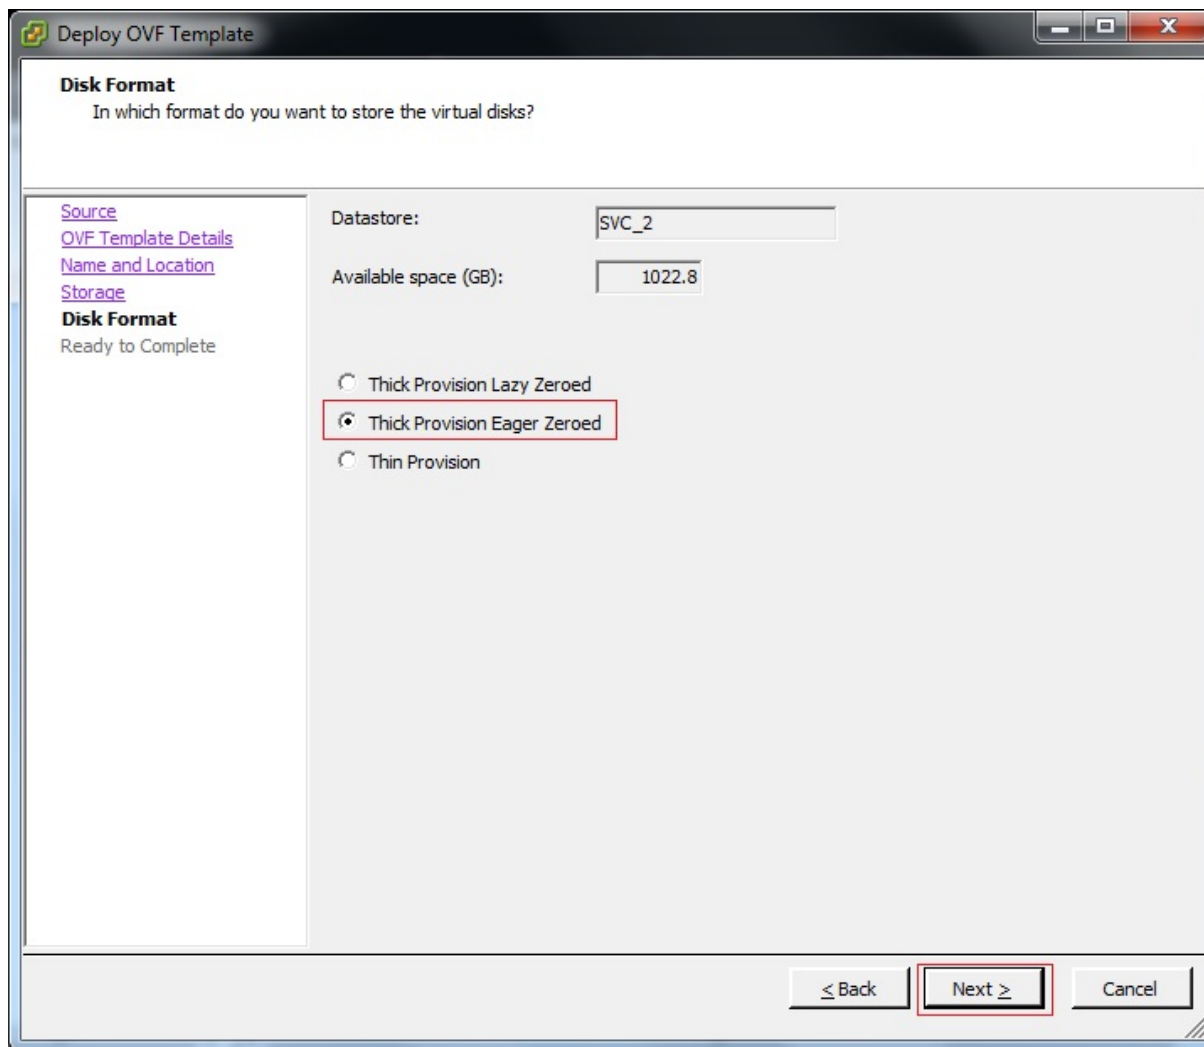 Deploy OVF Template
Disk Format
In which format do you want to store the virtual disks?
Source
OVF Template Details
Name and Location
Storage
Disk Format
Ready to Complete
Datastore:
SVC_2
Available space (GB):
1022.8
Thick Provision Lazy Zeroed
Thick Provision Eager Zeroed
Thin Provision
< Back
Next >
Cancel